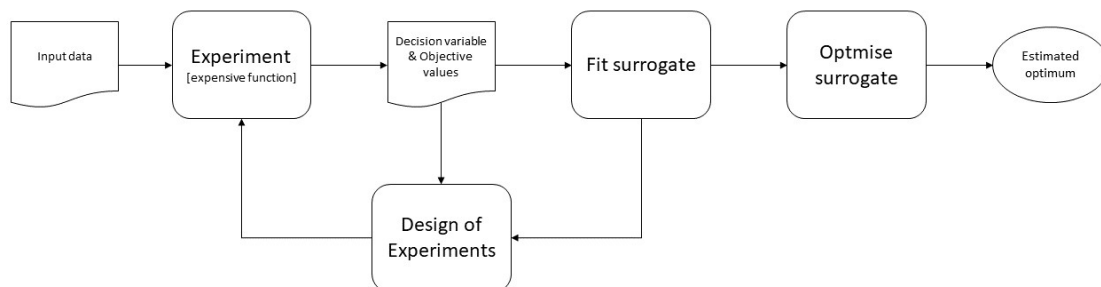 Input data
Experiment
[expensive function]
Decision variable
& Objective
values
Fit surrogate
Optmise
surrogate
Estimated
optimum
Design of
Experiments